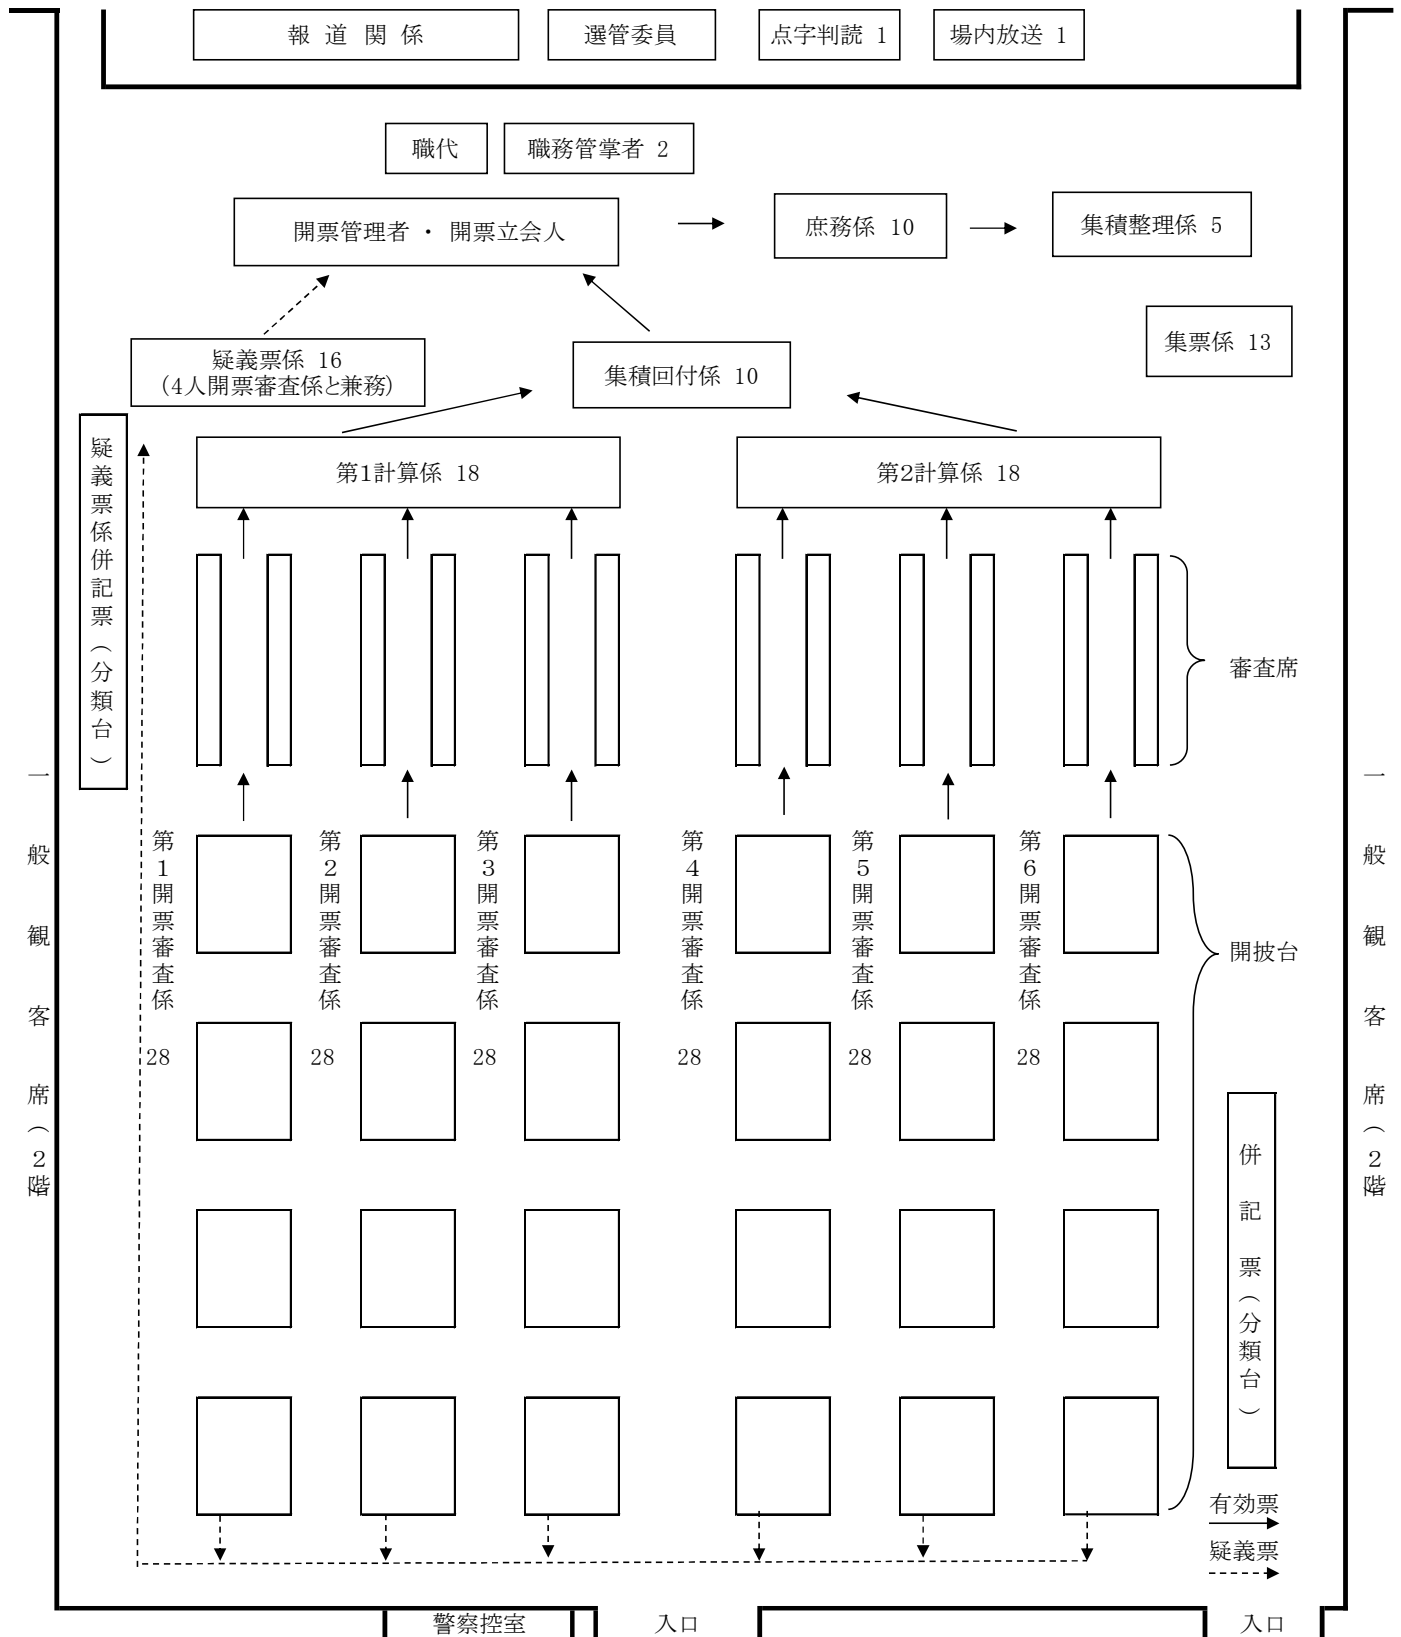 報 道 関 係
選管委員
点字判読 1
場内放送 1
職代
職務管掌者 2
開票管理者 ・ 開票立会人
庶務係 10
集積整理係 5
疑義票係 16
(4人開票審査係と兼務)
集積回付係 10
集票係 13
第1計算係 18
第2計算係 18
疑義票係併記票(分類台)
審査席
一般観客席(2階)
一般観客席(2階)
第1開票審査係
28
第2開票審査係
28
第3開票審査係
28
第4開票審査係
28
第5開票審査係
28
第6開票審査係
28
開披台
併記票(分類台)
有効票
疑義票
警察控室
入口
入口